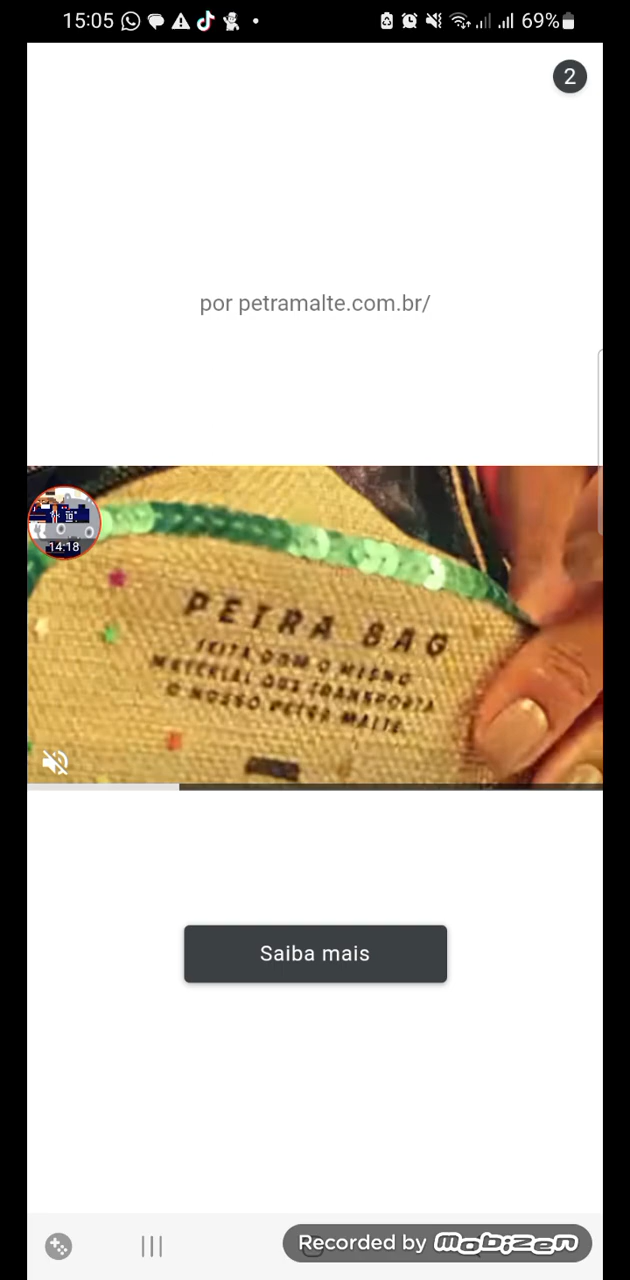 15:05
69%
2
por petramalte.com.br/
14:18
PETRA BAG
FEITA COM O MESMO
MATERIAL QUE TRANSPORTA
O NOSSO PETRA MALTE.
Saiba mais
Recorded by mobizen